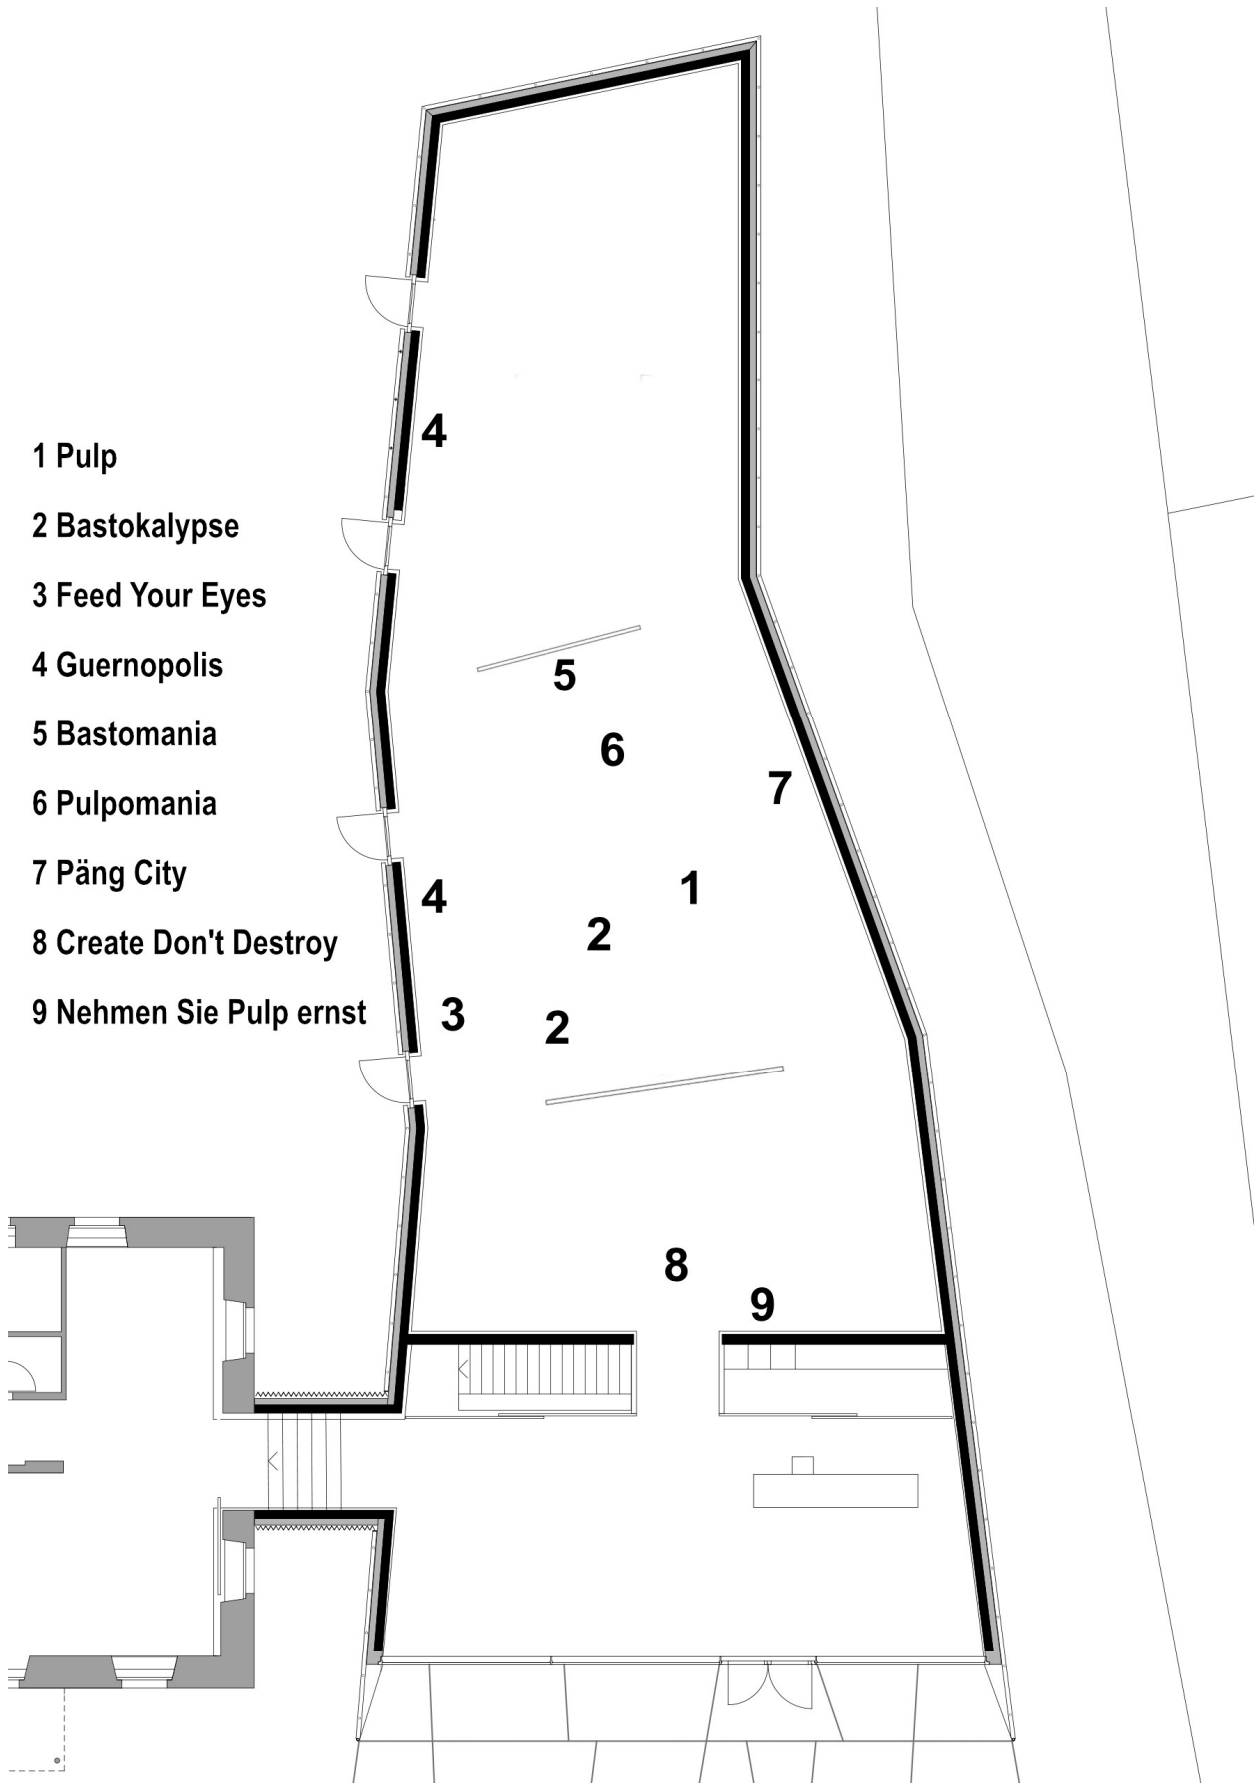 4
1 Pulp
2 Bastokalypse
3 Feed Your Eyes
4 Guernopolis
5 Bastomania
6 Pulpomania
7 Päng City
8 Create Don't Destroy
9 Nehmen Sie Pulp ernst
5
6
7
1
4
2
3
2
8
9